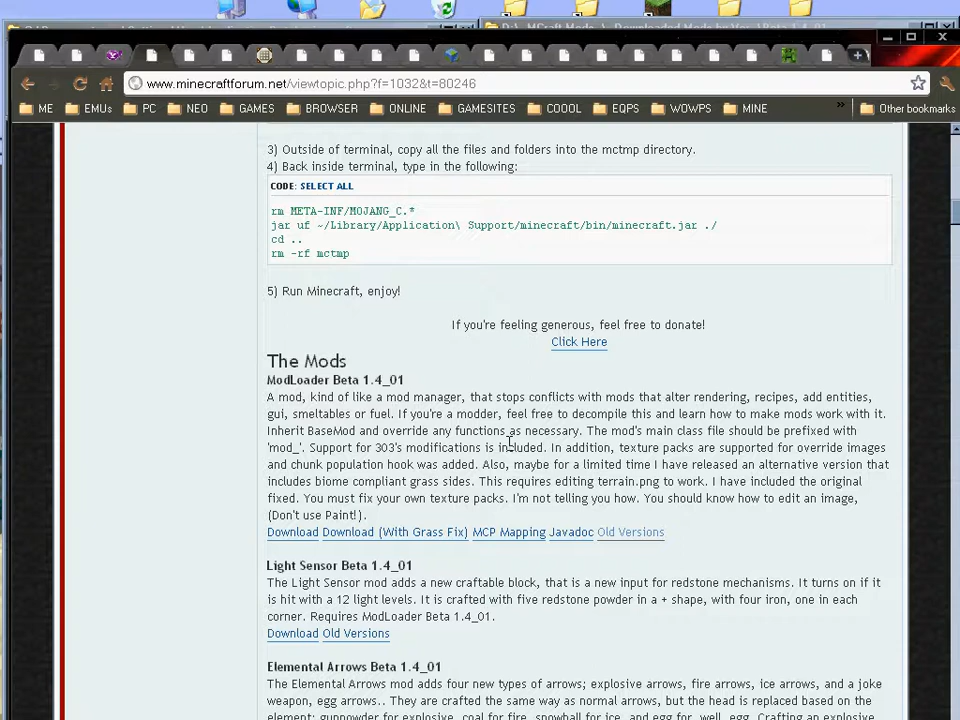 D:\_MCraft Mods\_Downloaded Mods by Ver.\Beta 1.4_01
www.minecraftforum.net/viewtopic.php?f=1032&t=80246
ME EMUs PC NEO GAMES BROWSER ONLINE GAMESITES COOOL EQPS WOWPS MINE » Other bookmarks
3) Outside of terminal, copy all the files and folders into the mctmp directory.
4) Back inside terminal, type in the following:
CODE: SELECT ALL
rm META-INF/MOJANG_C.*
jar uf ~/Library/Application\ Support/minecraft/bin/minecraft.jar ./
cd ..
rm -rf mctmp
5) Run Minecraft, enjoy!
If you're feeling generous, feel free to donate!
Click Here
The Mods
ModLoader Beta 1.4_01
A mod, kind of like a mod manager, that stops conflicts with mods that alter rendering, recipes, add entities,
gui, smeltables or fuel. If you're a modder, feel free to decompile this and learn how to make mods work with it.
Inherit BaseMod and override any functions as necessary. The mod's main class file should be prefixed with
'mod_'. Support for 303's modifications is included. In addition, texture packs are supported for override images
and chunk population hook was added. Also, maybe for a limited time I have released an alternative version that
includes biome compliant grass sides. This requires editing terrain.png to work. I have included the original
fixed. You must fix your own texture packs. I'm not telling you how. You should know how to edit an image,
(Don't use Paint!).
Download Download (With Grass Fix) MCP Mapping Javadoc Old Versions
Light Sensor Beta 1.4_01
The Light Sensor mod adds a new craftable block, that is a new input for redstone mechanisms. It turns on if it
is hit with a 12 light levels. It is crafted with five redstone powder in a + shape, with four iron, one in each
corner. Requires ModLoader Beta 1.4_01.
Download Old Versions
Elemental Arrows Beta 1.4_01
The Elemental Arrows mod adds four new types of arrows; explosive arrows, fire arrows, ice arrows, and a joke
weapon, egg arrows.. They are crafted the same way as normal arrows, but the head is replaced based on the
element: gunpowder for explosive, coal for fire, snowball for ice, and egg for, well, egg. Crafting an explosive